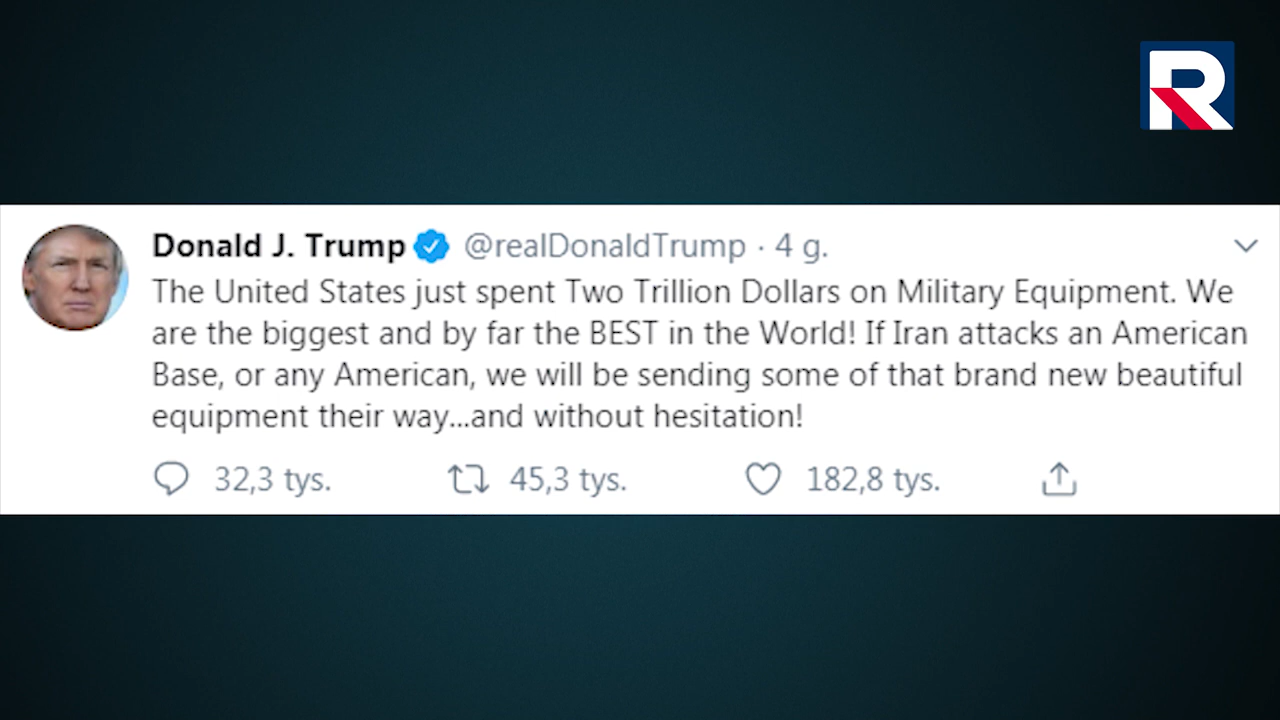 R
Donald J. Trump @realDonaldTrump · 4 g.
The United States just spent Two Trillion Dollars on Military Equipment. We
are the biggest and by far the BEST in the World! If Iran attacks an American
Base, or any American, we will be sending some of that brand new beautiful
equipment their way...and without hesitation!
32,3 tys. 45,3 tys. 182,8 tys.